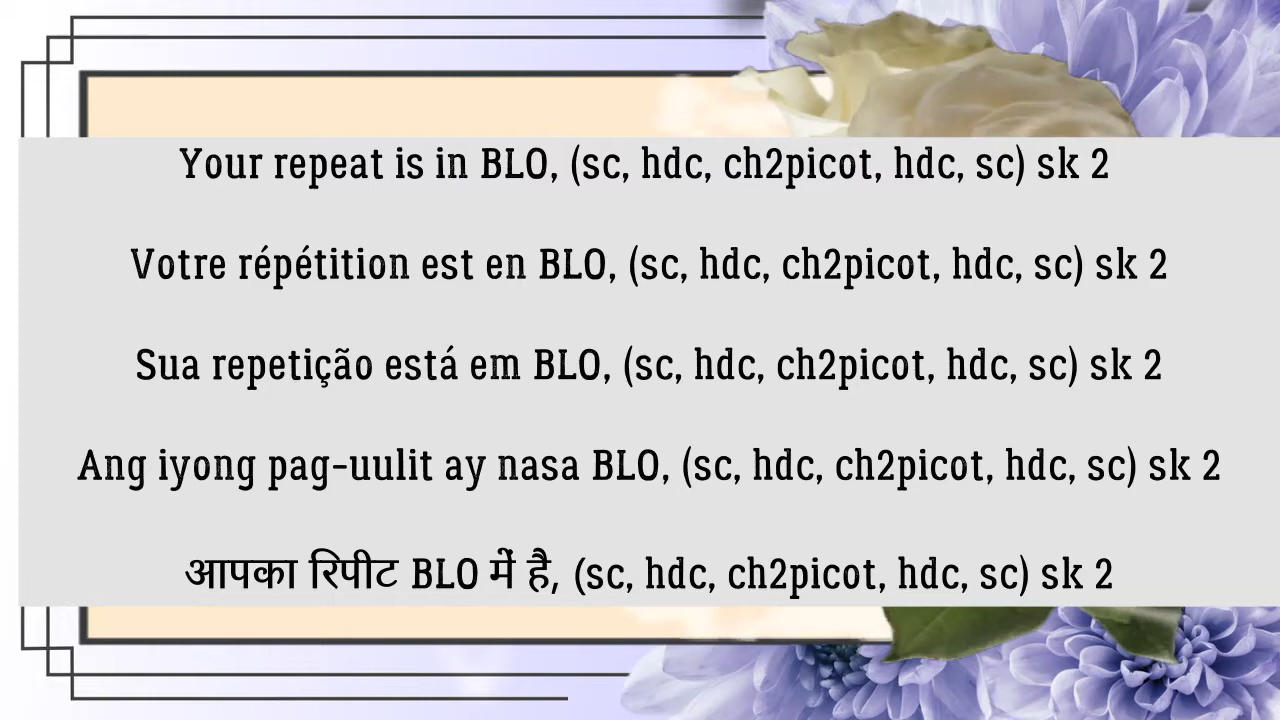 Your repeat is in BLO, (sc, hdc, ch2picot, hdc, sc) sk 2
Votre répétition est en BLO, (sc, hdc, ch2picot, hdc, sc) sk 2
Sua repetição está em BLO, (sc, hdc, ch2picot, hdc, sc) sk 2
Ang iyong pag-uulit ay nasa BLO, (sc, hdc, ch2picot, hdc, sc) sk 2
आपका रिपीट BLO में है, (sc, hdc, ch2picot, hdc, sc) sk 2